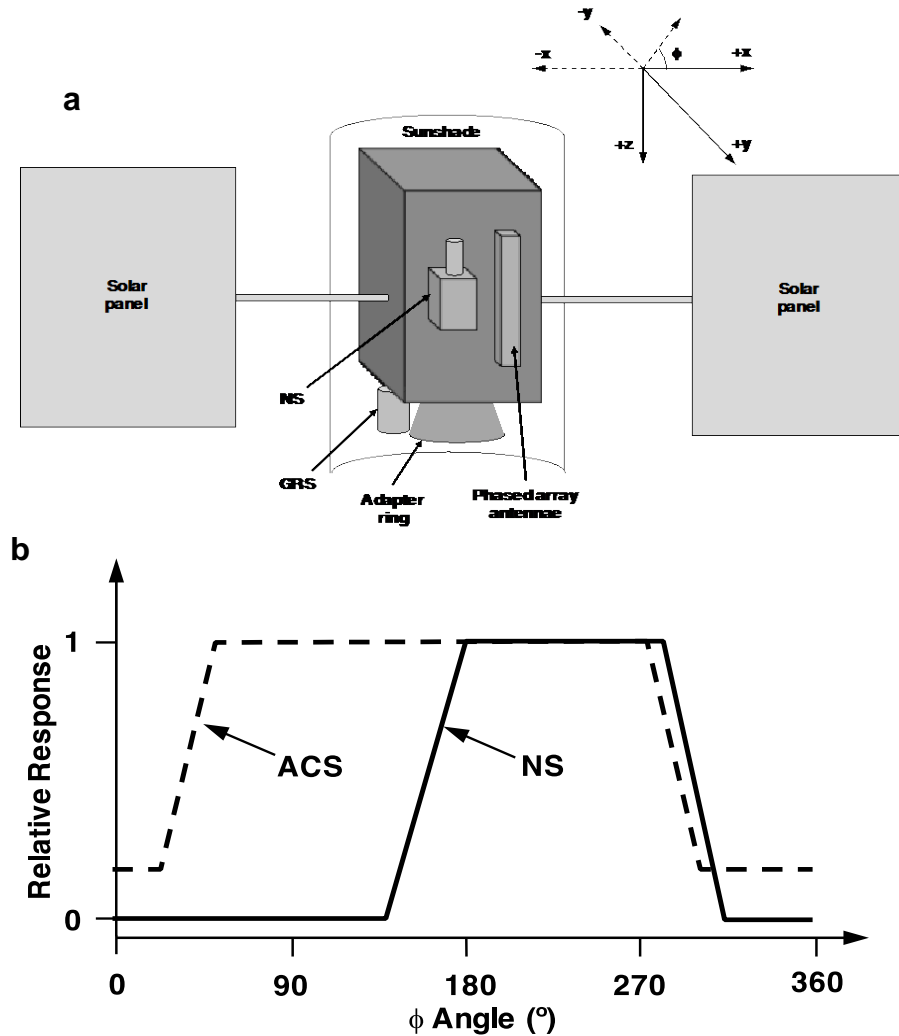 a
-y
ϕ
-x
+x
+z
+y
Sunshade
Solar
panel
Solar
panel
NS
GRS
Adapter
ring
Phased array
antennae
b
Relative Response
1
0
ACS
NS
0
90
180
270
360
ϕ Angle (º)